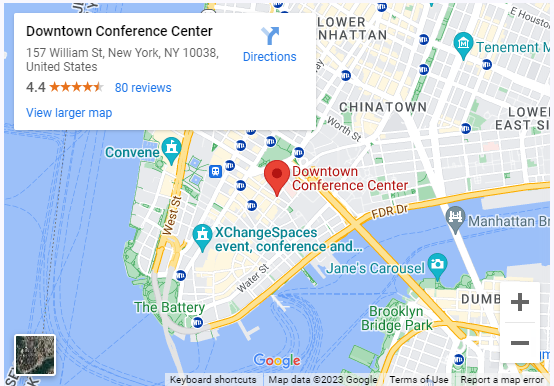 Downtown Conference Center
157 William St, New York, NY 10038,
United States
4.4
80 reviews
View larger map
Directions
LOWER
MANHATTAN
Tenement M
CHINATOWN
LOWER
EAST SI
Worth St
Convene
Downtown
Conference Center
West St
FDR Dr
Manhattan Br
XChangeSpaces
event, conference and...
Water St
Jane's Carousel
The Battery
DUMB
Brooklyn
Bridge Park
Google
Keyboard shortcuts
Map data ©2023 Google
Terms of Use
Report a map error